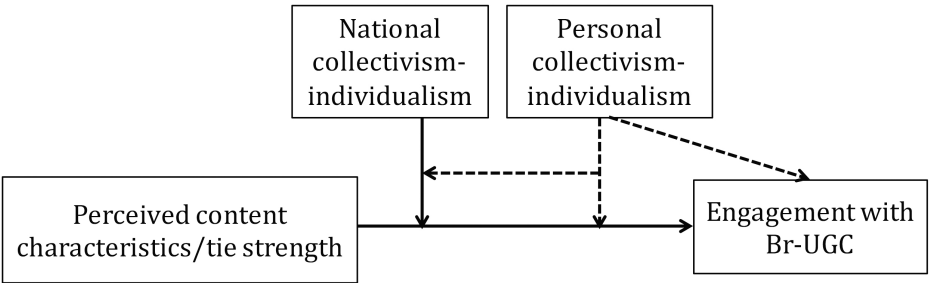 National
collectivism-
individualism
Personal
collectivism-
individualism
Perceived content
characteristics/tie strength
Engagement with
Br-UGC